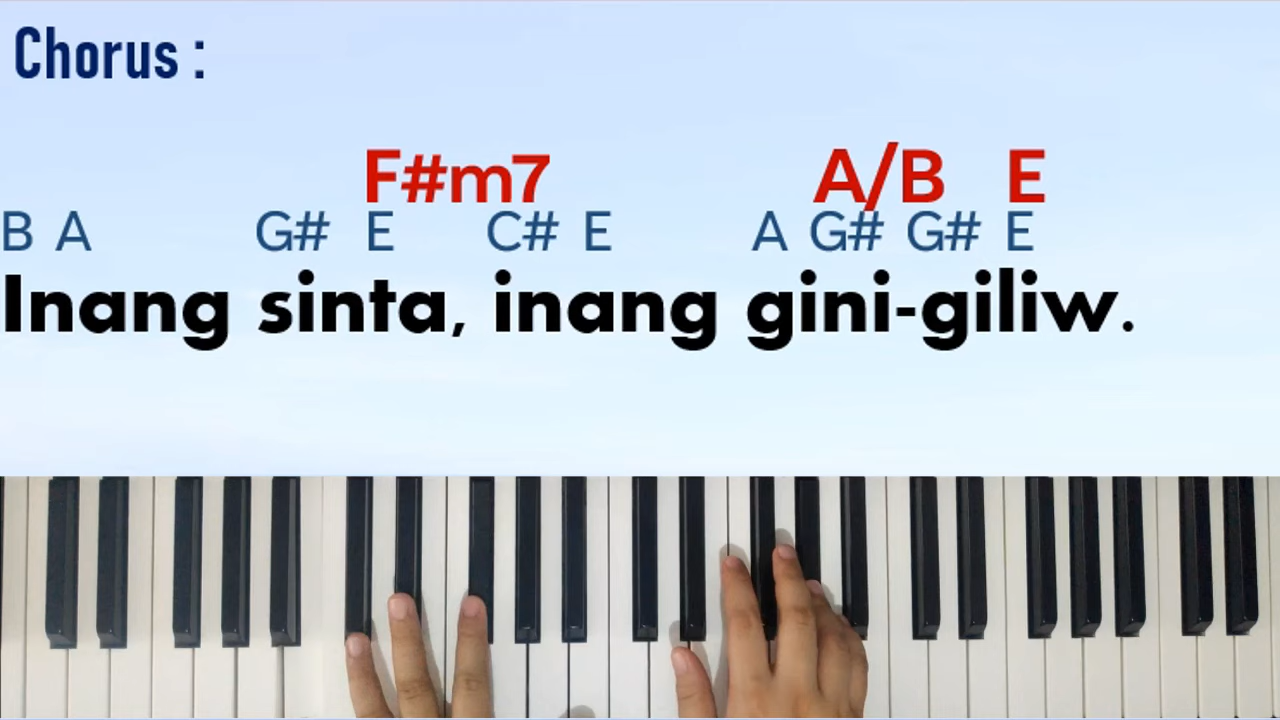 Chorus :
F#m7 A/B E
B A G# E C# E A G# G# E
Inang sinta, inang gini-giliw.